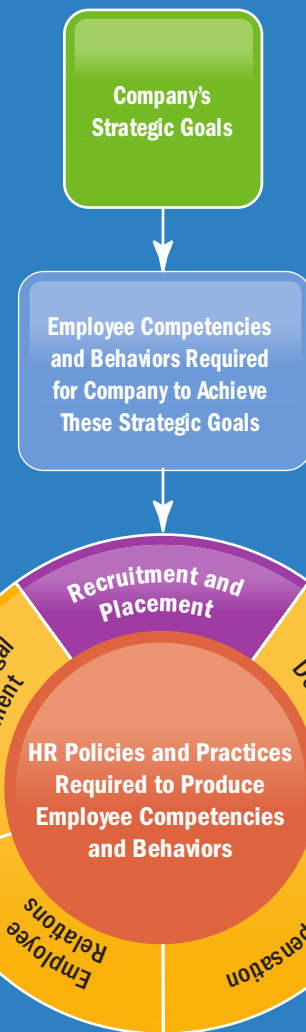 Company’s
Strategic Goals
Employee Competencies
and Behaviors Required
for Company to Achieve
These Strategic Goals
Recruitment and
Placement
HR Policies and Practices
Required to Produce
Employee Competencies
and Behaviors
Employee
Relations